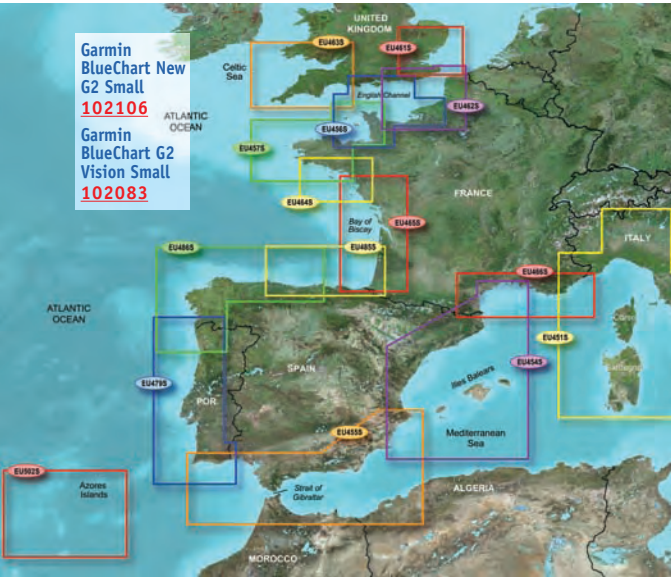 Garmin
BlueChart New
G2 Small
102106
Garmin
BlueChart G2
Vision Small
102083
UNITED
KINGDOM
EU463S
EU461S
Celtic
Sea
English Channel
EU462S
ATLANTIC
OCEAN
EU456S
EU457S
EU464S
FRANCE
Bay of
Biscay
EU465S
EU486S
EU485S
ITALY
EU466S
ATLANTIC
OCEAN
EU451S
SPAIN
EU454S
Illes Balears
Sardegna
EU479S
POR.
EU455S
Mediterranean
Sea
EU502S
Azores
Islands
Strait of
Gibraltar
ALGERIA
MOROCCO